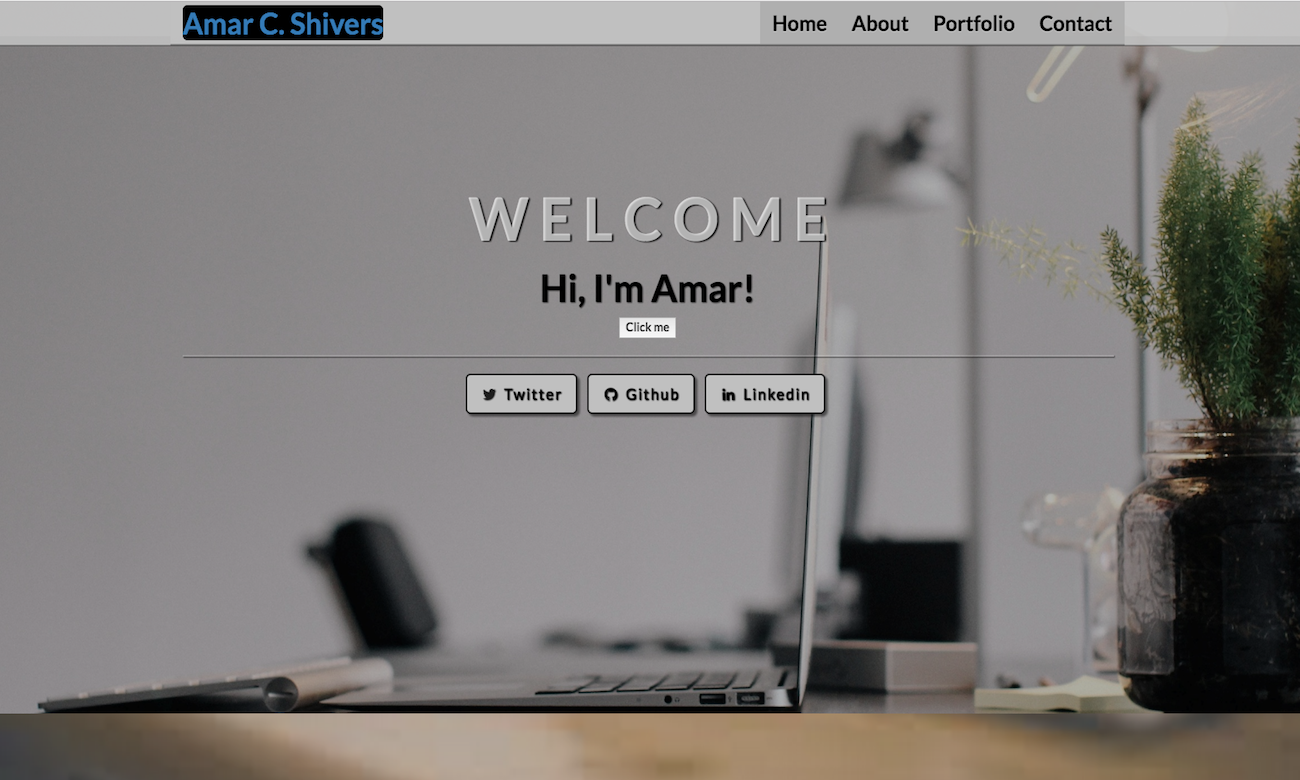 Amar C. Shivers
Home About Portfolio Contact
WELCOME
Hi, I'm Amar!
Click me
Twitter Github Linkedin